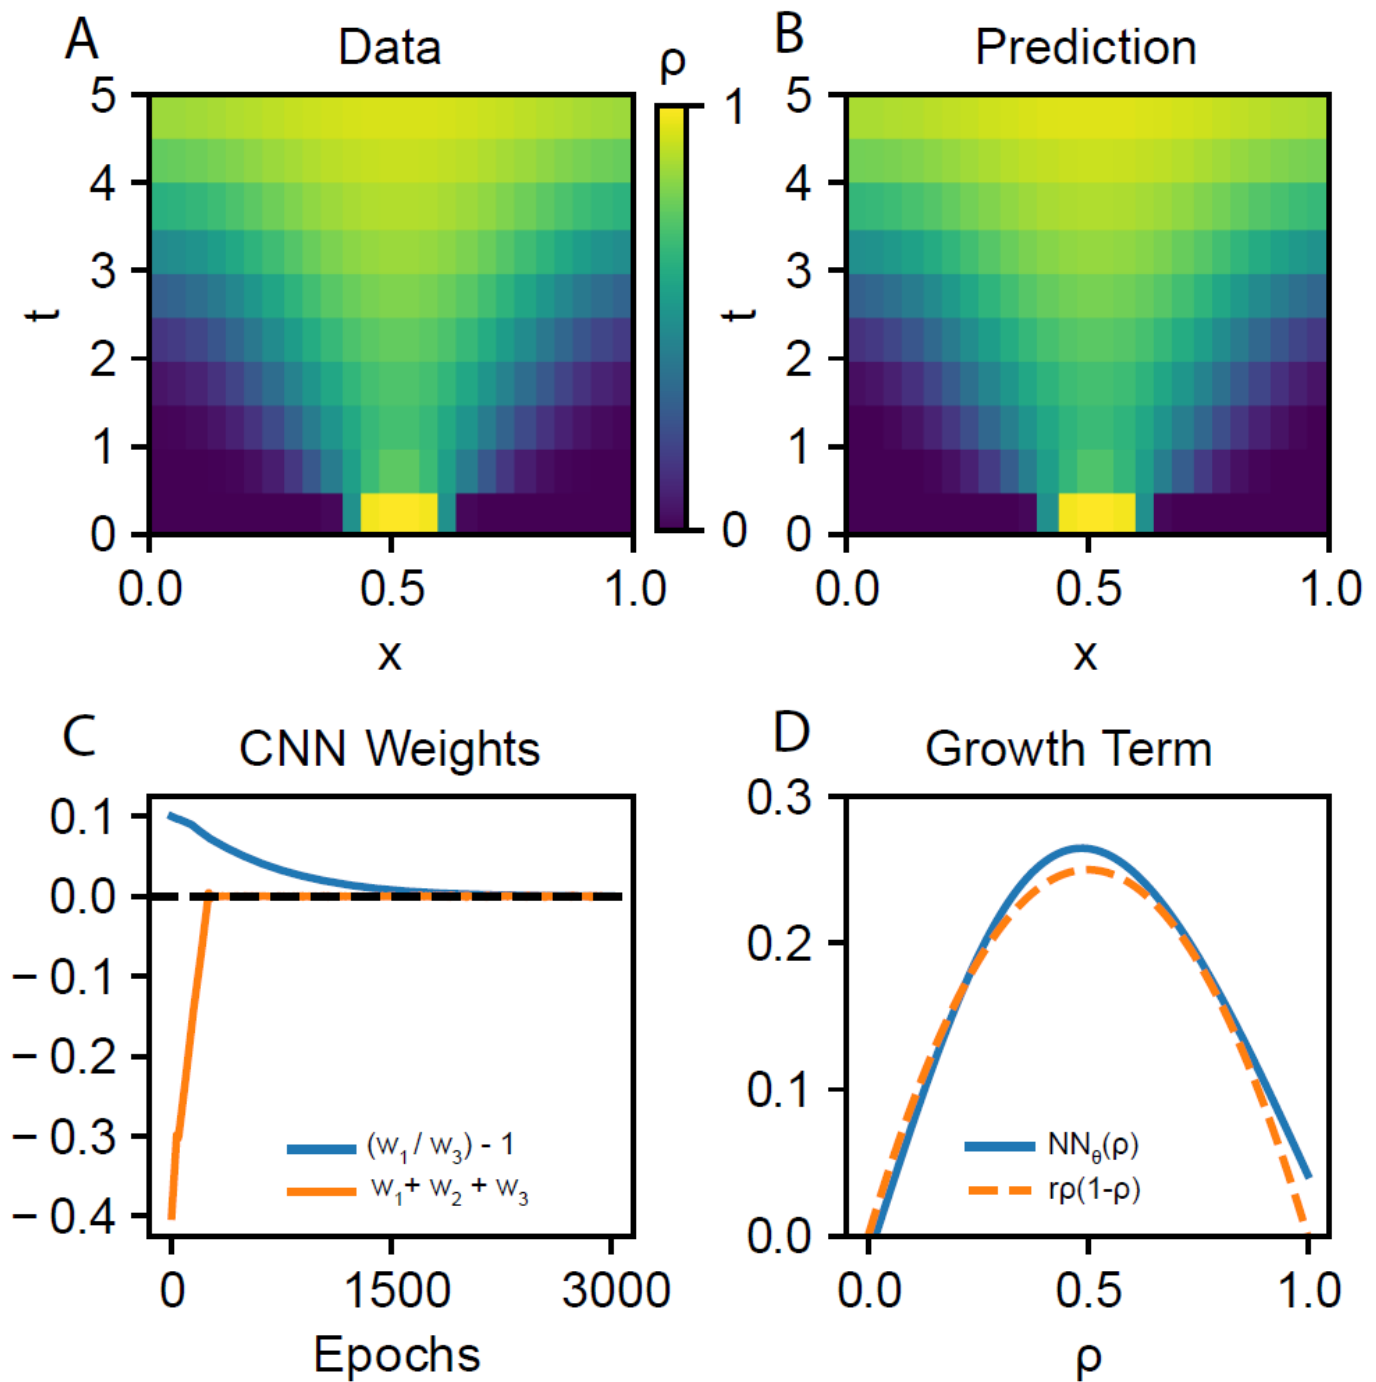 A
Data
ρ
B
Prediction
5
4
3
2
1
0
t
0.0
0.5
1.0
x
1
0
5
4
3
2
1
0
t
0.0
0.5
1.0
x
C
CNN Weights
0.1
0.0
−0.1
−0.2
−0.3
−0.4
(w₁/ w₃) - 1
w₁+ w₂ + w₃
0
1500
3000
Epochs
D
Growth Term
0.3
0.2
0.1
0.0
NNθ(ρ)
rρ(1-ρ)
0.0
0.5
1.0
ρ